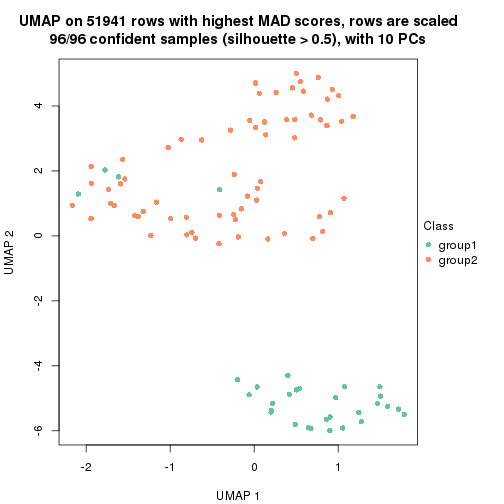 UMAP on 51941 rows with highest MAD scores, rows are scaled
96/96 confident samples (silhouette > 0.5), with 10 PCs
UMAP 2
4
2
0
-2
-4
-6
-2
-1
0
1
UMAP 1
Class
group1
group2